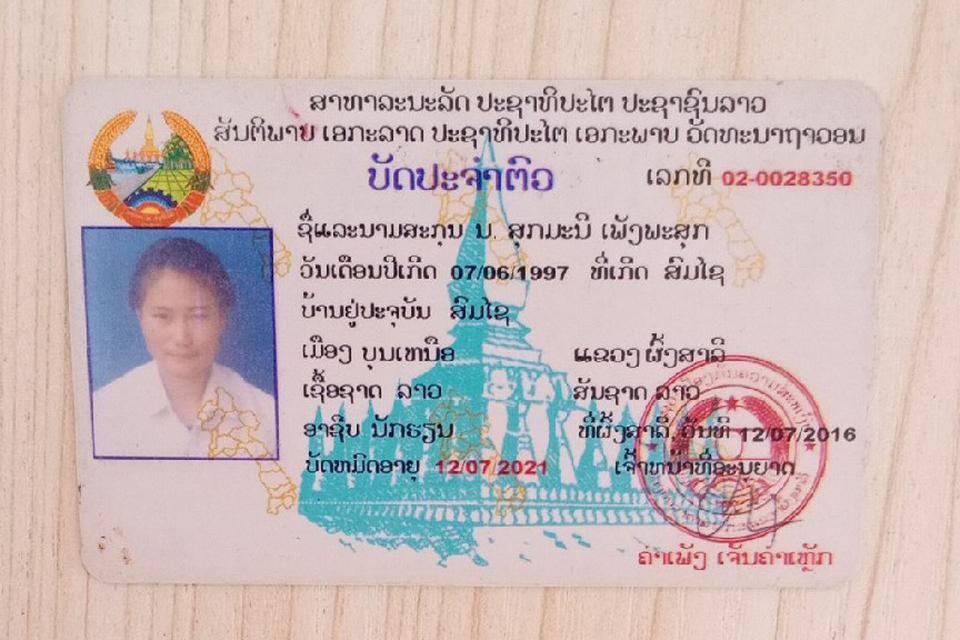 ສາທາລະນະລັດ ປະຊາທິປະໄຕ ປະຊາຊົນລາວ
ສັນຕິພາບ ເອກະລາດ ປະຊາທິປະໄຕ ເອກະພາບ ວັດທະນາຖາວອນ
ບັດປະຈຳຕົວ
ເລກທີ 02-0028350
ຊື່ແລະນາມສະກຸນ ນ. ສຸກມະນີ ເພັງພະສຸກ
ວັນເດືອນປີເກີດ 07/06/1997 ທີ່ເກີດ ສົມໄຊ
ບ້ານຢູ່ປະຈຸບັນ ສົມໄຊ
ເມືອງ ບຸນເໜືອ ແຂວງ ຜົ້ງສາລີ
ເຊື້ອຊາດ ລາວ ສັນຊາດ ລາວ
ອາຊີບ ນັກຮຽນ ທີ່ຜົ້ງສາລີ, ວັນທີ 12/07/2016
ບັດຫມົດອາຍຸ 12/07/2021 ເຈົ້າຫນ້າທີ່ອະນຸຍາດ
ຄຳເພັງ ເຈັນຄຳເຫຼັກ